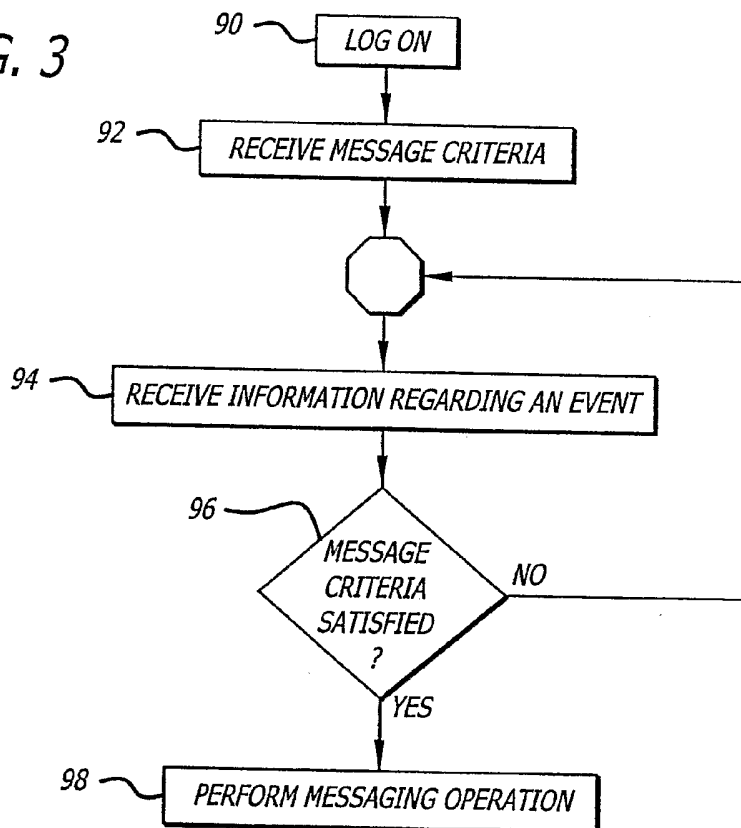 G. 3
90
LOG ON
92
RECEIVE MESSAGE CRITERIA
94
RECEIVE INFORMATION REGARDING AN EVENT
96
MESSAGE
CRITERIA
SATISFIED
?
NO
YES
98
PERFORM MESSAGING OPERATION